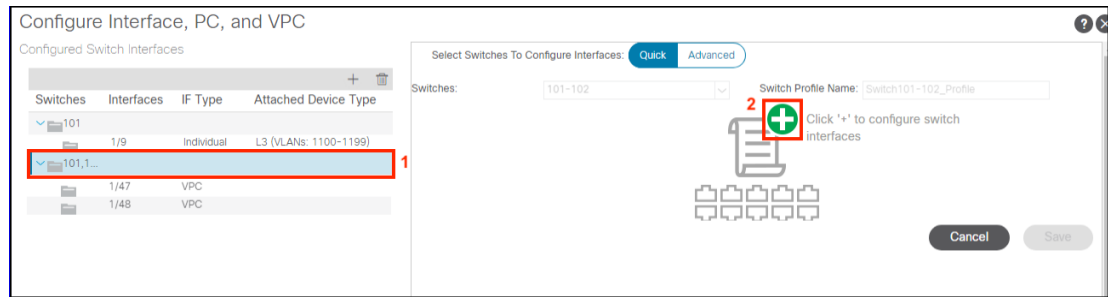 Configure Interface, PC, and VPC
Configured Switch Interfaces
Switches Interfaces IF Type Attached Device Type
101
1/9 Individual L3 (VLANs: 1100-1199)
101,1...
1/47 VPC
1/48 VPC
1
Select Switches To Configure Interfaces: Quick Advanced
Switches: 101-102 Switch Profile Name: Switch101-102_Profile
2
Click '+' to configure switch
interfaces
Cancel Save